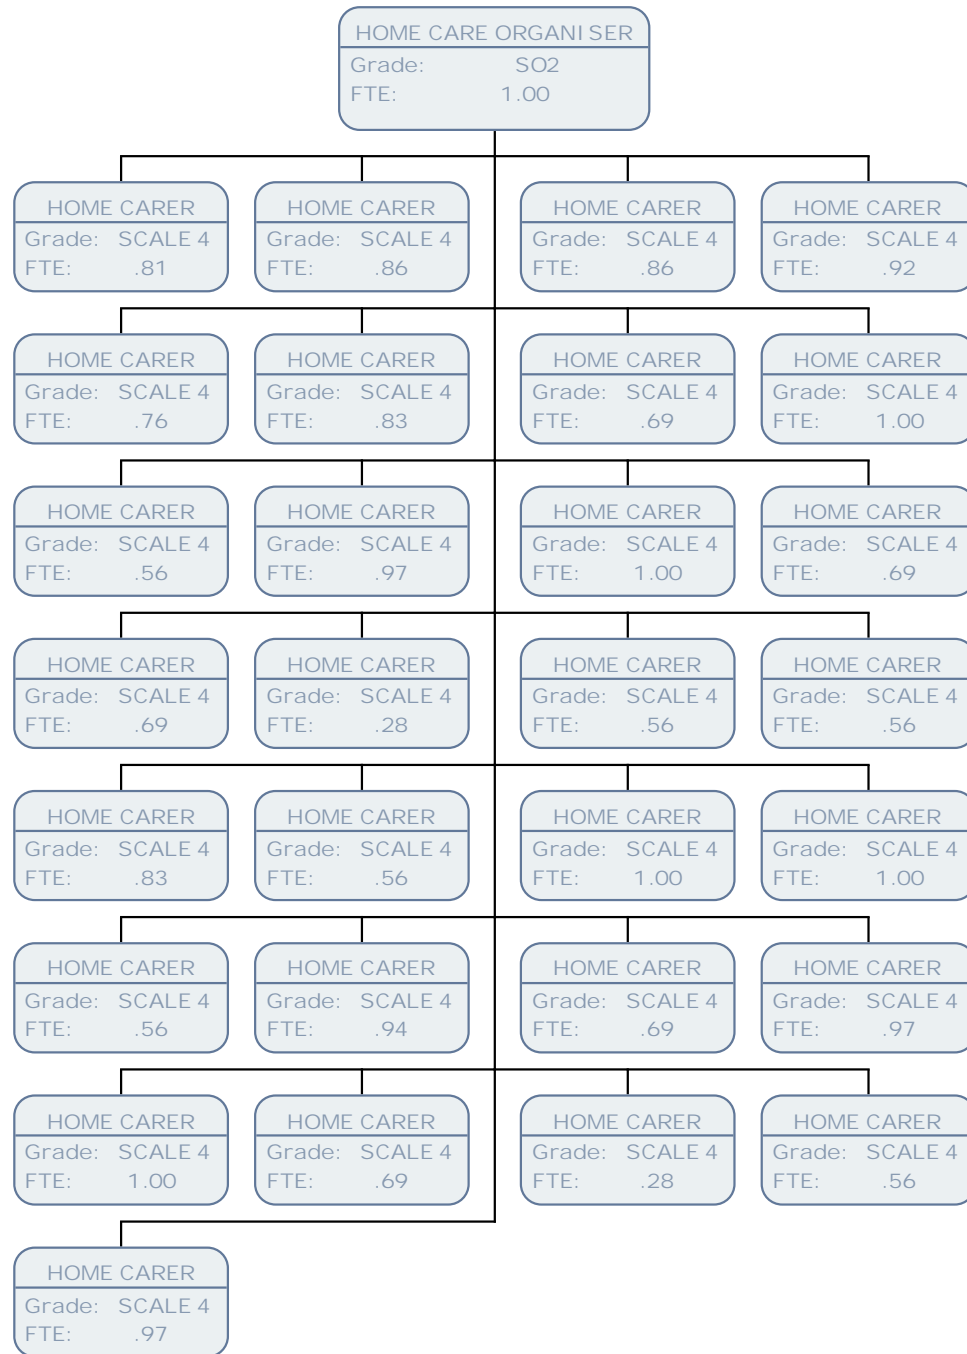 HOME CARE ORGANISER
Grade: SO2
FTE: 1.00
HOME CARER
Grade: SCALE 4
FTE: .81
HOME CARER
Grade: SCALE 4
FTE: .86
HOME CARER
Grade: SCALE 4
FTE: .86
HOME CARER
Grade: SCALE 4
FTE: .92
HOME CARER
Grade: SCALE 4
FTE: .76
HOME CARER
Grade: SCALE 4
FTE: .83
HOME CARER
Grade: SCALE 4
FTE: .69
HOME CARER
Grade: SCALE 4
FTE: 1.00
HOME CARER
Grade: SCALE 4
FTE: .56
HOME CARER
Grade: SCALE 4
FTE: .97
HOME CARER
Grade: SCALE 4
FTE: 1.00
HOME CARER
Grade: SCALE 4
FTE: .69
HOME CARER
Grade: SCALE 4
FTE: .69
HOME CARER
Grade: SCALE 4
FTE: .28
HOME CARER
Grade: SCALE 4
FTE: .56
HOME CARER
Grade: SCALE 4
FTE: .56
HOME CARER
Grade: SCALE 4
FTE: .83
HOME CARER
Grade: SCALE 4
FTE: .56
HOME CARER
Grade: SCALE 4
FTE: 1.00
HOME CARER
Grade: SCALE 4
FTE: 1.00
HOME CARER
Grade: SCALE 4
FTE: .56
HOME CARER
Grade: SCALE 4
FTE: .94
HOME CARER
Grade: SCALE 4
FTE: .69
HOME CARER
Grade: SCALE 4
FTE: .97
HOME CARER
Grade: SCALE 4
FTE: 1.00
HOME CARER
Grade: SCALE 4
FTE: .69
HOME CARER
Grade: SCALE 4
FTE: .28
HOME CARER
Grade: SCALE 4
FTE: .56
HOME CARER
Grade: SCALE 4
FTE: .97